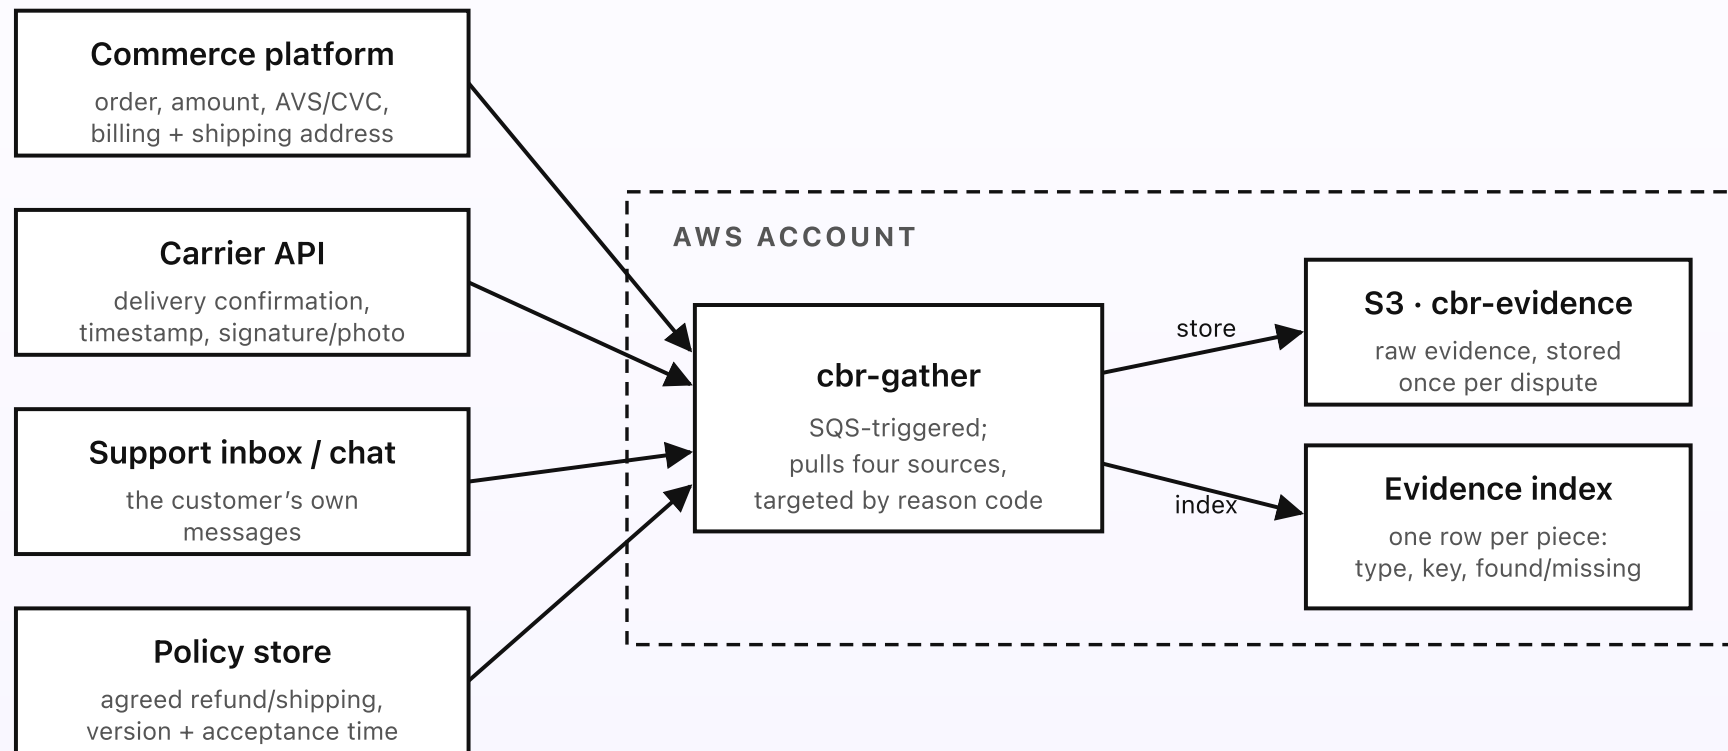 Commerce platform
order, amount, AVS/CVC,
billing + shipping address
Carrier API
delivery confirmation,
timestamp, signature/photo
Support inbox / chat
the customer’s own
messages
Policy store
agreed refund/shipping,
version + acceptance time
AWS ACCOUNT
cbr-gather
SQS-triggered;
pulls four sources,
targeted by reason code
store
index
S3 · cbr-evidence
raw evidence, stored
once per dispute
Evidence index
one row per piece:
type, key, found/missing